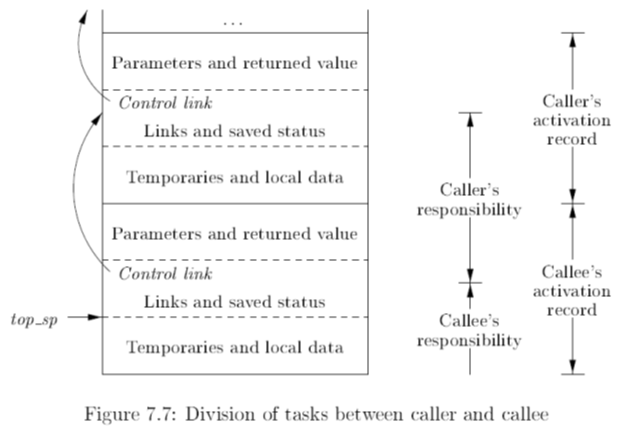 ...
Parameters and returned value
Control link
Links and saved status
Temporaries and local data
Parameters and returned value
Control link
Links and saved status
top_sp
Temporaries and local data
Caller's
responsibility
Callee's
responsibility
Caller's
activation
record
Callee's
activation
record
Figure 7.7: Division of tasks between caller and callee